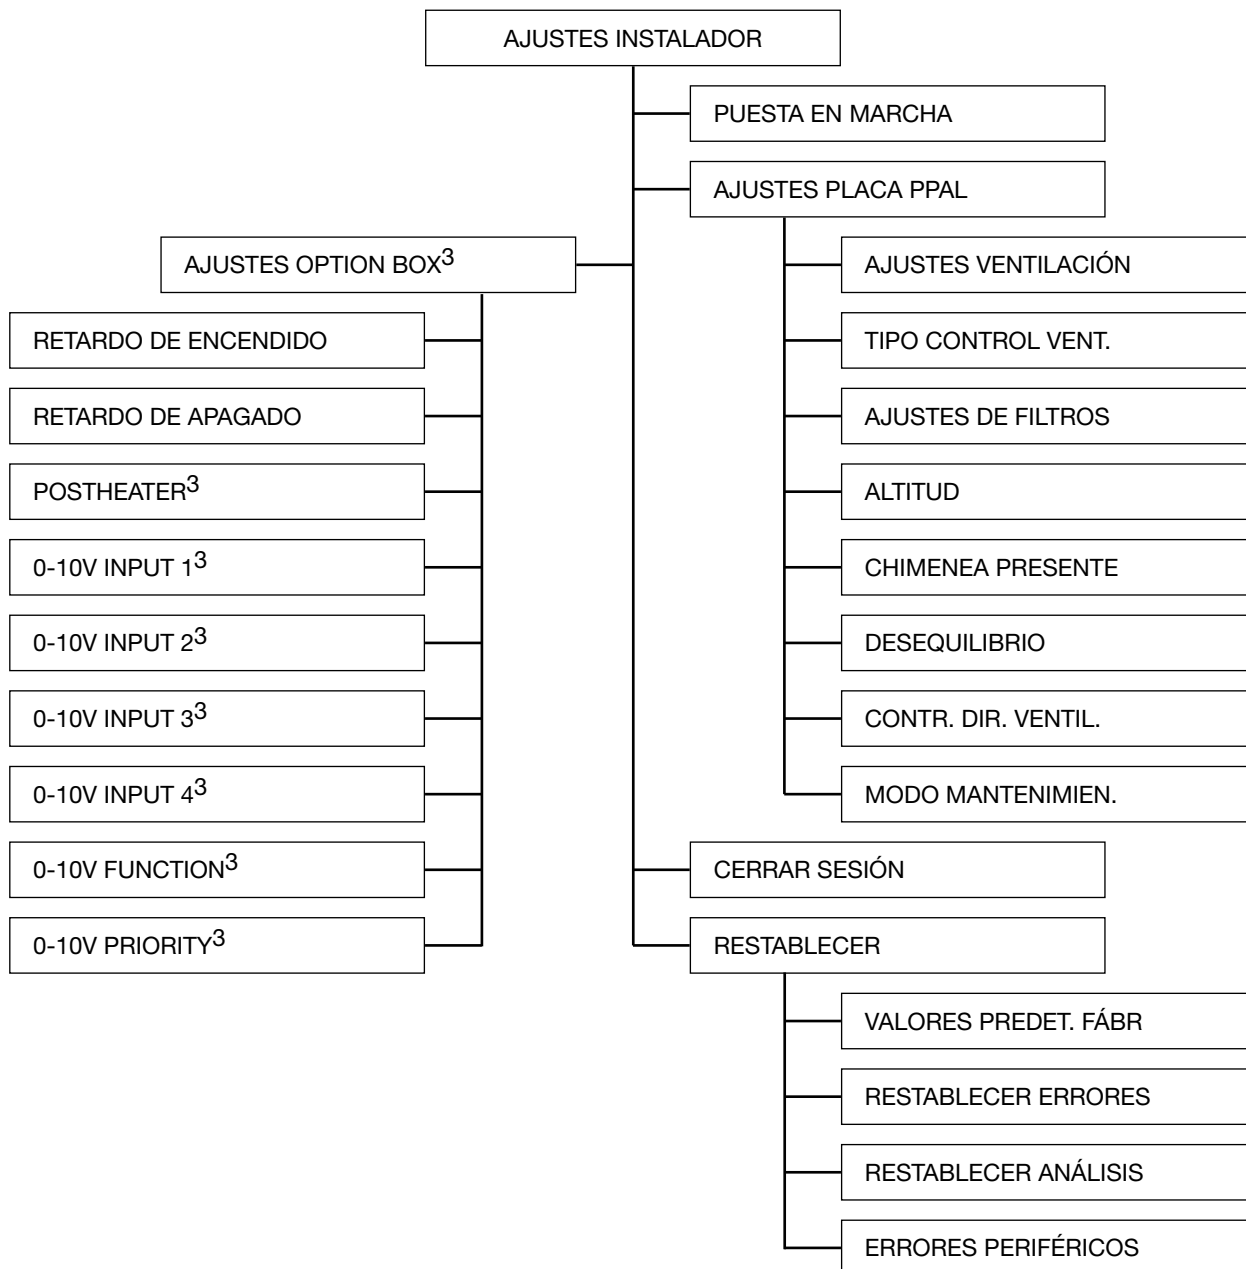 AJUSTES INSTALADOR
PUESTA EN MARCHA
AJUSTES PLACA PPAL
AJUSTES VENTILACIÓN
TIPO CONTROL VENT.
AJUSTES DE FILTROS
ALTITUD
CHIMENEA PRESENTE
DESEQUILIBRIO
CONTR. DIR. VENTIL.
MODO MANTENIMIEN.
AJUSTES OPTION BOX³
RETARDO DE ENCENDIDO
RETARDO DE APAGADO
POSTHEATER³
0-10V INPUT 1³
0-10V INPUT 2³
0-10V INPUT 3³
0-10V INPUT 4³
0-10V FUNCTION³
0-10V PRIORITY³
CERRAR SESIÓN
RESTABLECER
VALORES PREDET. FÁBR
RESTABLECER ERRORES
RESTABLECER ANÁLISIS
ERRORES PERIFÉRICOS